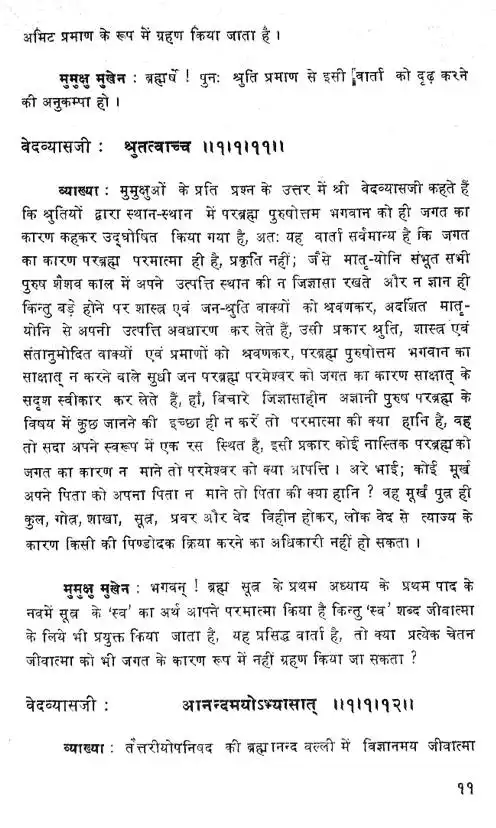 अमिट प्रमाण के रूप में ग्रहण किया जाता है ।
मुमुक्षु मुखेन : ब्रह्मर्षे ! पुनः श्रुति प्रमाण से इसी वार्ता को दृढ़ करने
की अनुकम्पा हो ।
वेदव्यासजी : श्रुतत्वाच्च ॥१।१।११॥
व्याख्या : मुमुक्षुओं के प्रति प्रश्न के उत्तर में श्री वेदव्यासजी कहते हैं
कि श्रुतियों द्वारा स्थान-स्थान में परब्रह्म पुरुषोत्तम भगवान को ही जगत का
कारण कहकर उद्घोषित किया गया है, अतः यह वार्ता सर्वमान्य है कि जगत
का कारण परब्रह्म परमात्मा ही है, प्रकृति नहीं; जैसे मातृ-योनि संभूत सभी
पुरुष शैशव काल में अपने उत्पत्ति स्थान की न जिज्ञासा रखते और न ज्ञान ही
किन्तु बड़े होने पर शास्त्र एवं जन-श्रुति वाक्यों को श्रवणकर, अदर्शित मातृ-
योनि से अपनी उत्पत्ति अवधारण कर लेते हैं, उसी प्रकार श्रुति, शास्त्र एवं
संतानुमोदित वाक्यों एवं प्रमाणों को श्रवणकर, परब्रह्म पुरुषोत्तम भगवान का
साक्षात् न करने वाले सुधी जन परब्रह्म परमेश्वर को जगत का कारण साक्षात् के
सदृश स्वीकार कर लेते हैं, हाँ, बिचारे जिज्ञासाहीन अज्ञानी पुरुष परब्रह्म के
विषय में कुछ जानने की इच्छा ही न करें तो परमात्मा की क्या हानि है, वह
तो सदा अपने स्वरूप में एक रस स्थित है, इसी प्रकार कोई नास्तिक परब्रह्म को
जगत का कारण न माने तो परमेश्वर को क्या आपत्ति । अरे भाई; कोई मूर्ख
अपने पिता को अपना पिता न माने तो पिता की क्या हानि ? वह मूर्ख पुत्र ही
कुल, गोत्र, शाखा, सूत्र, प्रवर और वेद विहीन होकर, लोक वेद से त्याज्य के
कारण किसी की पिण्डोदक क्रिया करने का अधिकारी नहीं हो सकता ।
मुमुक्षु मुखेन : भगवन् ! ब्रह्म सूत्र के प्रथम अध्याय के प्रथम पाद के
नवमें सूत्र के 'स्व' का अर्थ आपने परमात्मा किया है किन्तु 'स्व' शब्द जीवात्मा
के लिये भी प्रयुक्त किया जाता है, यह प्रसिद्ध वार्ता है, तो क्या प्रत्येक चेतन
जीवात्मा को भी जगत के कारण रूप में नहीं ग्रहण किया जा सकता ?
वेदव्यासजी : आनन्दमयोऽभ्यासात् ॥१।१।१२॥
व्याख्या : तैत्तरीयोपनिषद की ब्रह्मानन्द वल्ली में विज्ञानमय जीवात्मा
११